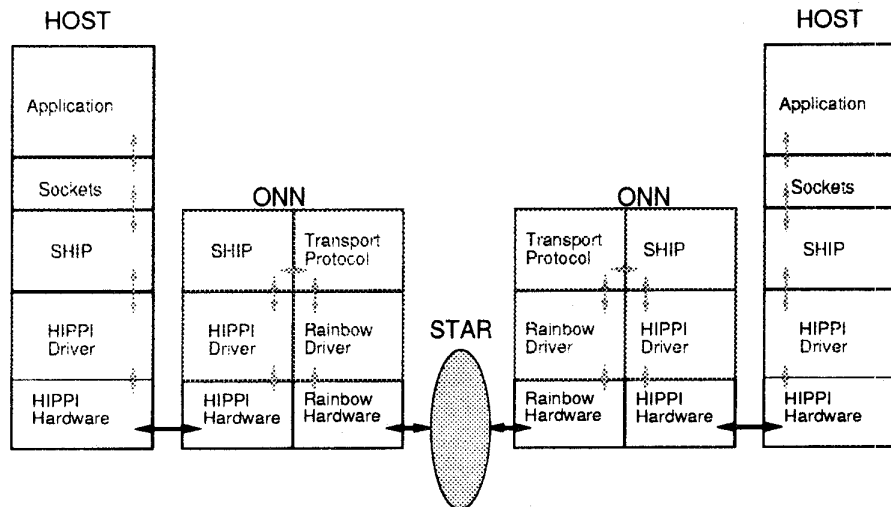 HOST
HOST
Application
Application
Sockets
Sockets
ONN
ONN
SHIP
SHIP
Transport
Protocol
Transport
Protocol
SHIP
SHIP
HIPPI
Driver
HIPPI
Driver
Rainbow
Driver
STAR
Rainbow
Driver
HIPPI
Driver
HIPPI
Driver
HIPPI
Hardware
HIPPI
Hardware
Rainbow
Hardware
Rainbow
Hardware
HIPPI
Hardware
HIPPI
Hardware